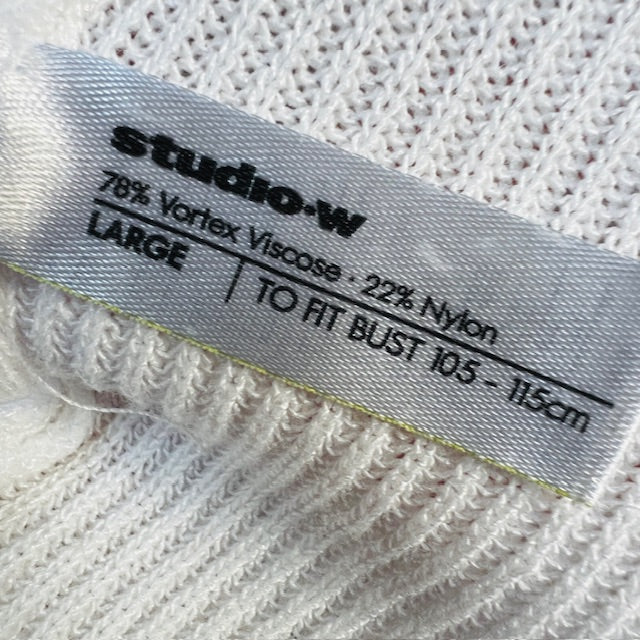 studio.w
78% Vortex Viscose · 22% Nylon
LARGE | TO FIT BUST 105 - 115cm